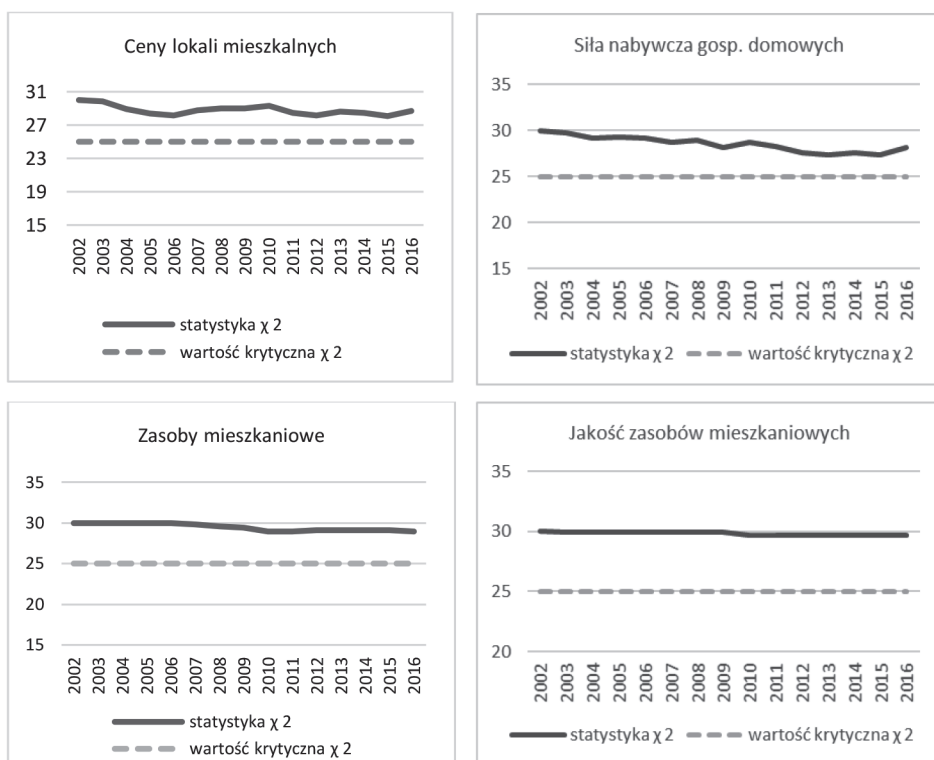 Ceny lokali mieszkalnych
31
27
23
19
15
2002 2003 2004 2005 2006 2007 2008 2009 2010 2011 2012 2013 2014 2015 2016
statystyka χ 2
wartość krytyczna χ 2
Siła nabywcza gosp. domowych
35
30
25
20
15
2002 2003 2004 2005 2006 2007 2008 2009 2010 2011 2012 2013 2014 2015 2016
statystyka χ 2 wartość krytyczna χ 2
Zasoby mieszkaniowe
35
30
25
20
15
2002 2003 2004 2005 2006 2007 2008 2009 2010 2011 2012 2013 2014 2015 2016
statystyka χ 2
wartość krytyczna χ 2
Jakość zasobów mieszkaniowych
35
30
25
20
2002 2003 2004 2005 2006 2007 2008 2009 2010 2011 2012 2013 2014 2015 2016
statystyka χ 2 wartość krytyczna χ 2